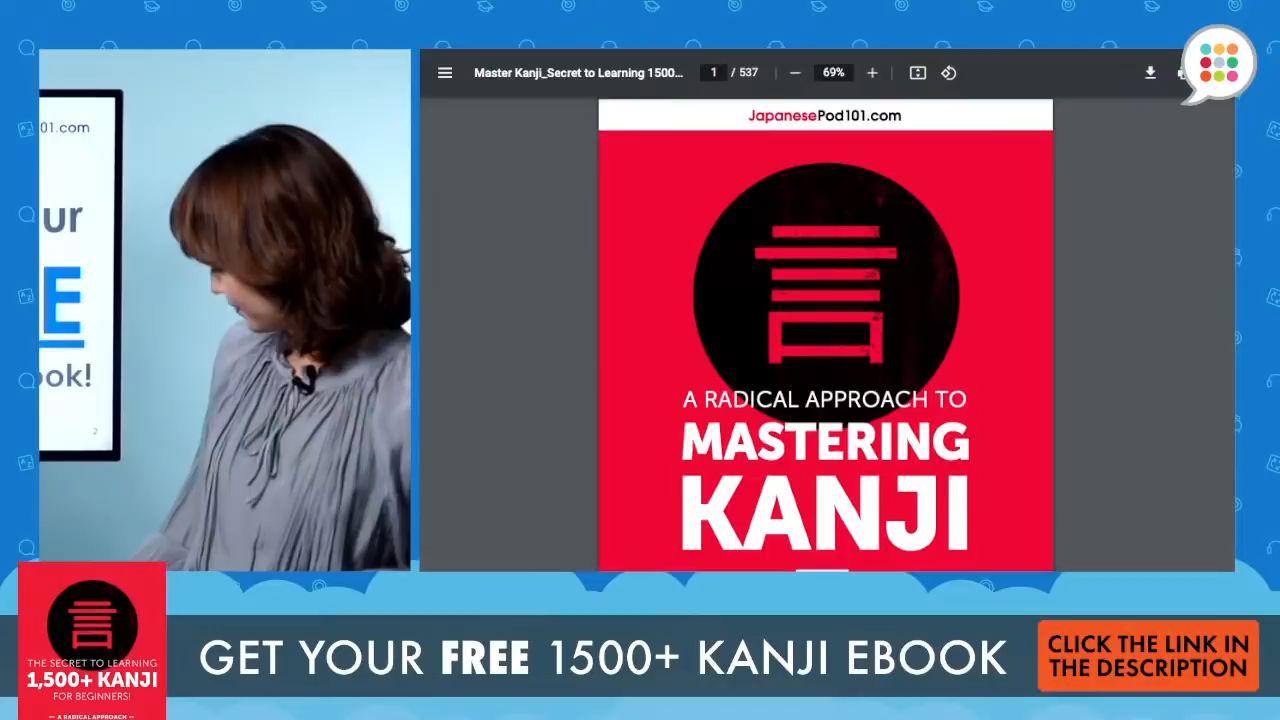 01.com
ur
E
ook!
2
Master Kanji_Secret to Learning 1500...
1 / 537
69%
JapanesePod101.com
言
A RADICAL APPROACH TO
MASTERING
KANJI
言
THE SECRET TO LEARNING
1,500+ KANJI
FOR BEGINNERS!
— A RADICAL APPROACH —
GET YOUR FREE 1500+ KANJI EBOOK
CLICK THE LINK IN
THE DESCRIPTION